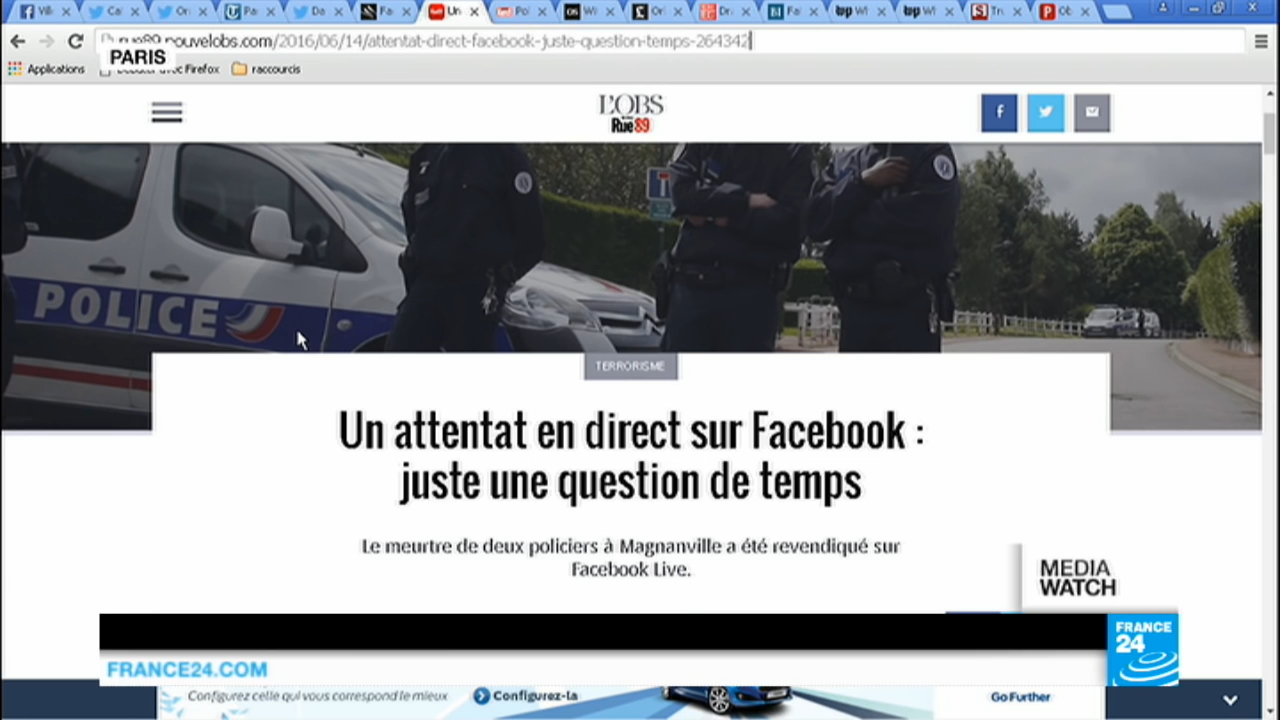 rue89.nouvelobs.com/2016/06/14/attentat-direct-facebook-juste-question-temps-264342
PARIS
Applications
Firefox
raccourcis
L'OBS
Rue89
POLICE
TERRORISME
Un attentat en direct sur Facebook :
juste une question de temps
Le meurtre de deux policiers à Magnanville a été revendiqué sur
Facebook Live.
MEDIA
WATCH
FRANCE
24
FRANCE24.COM
Configurez celle qui vous correspond le mieux
Configurez-la
Go Further